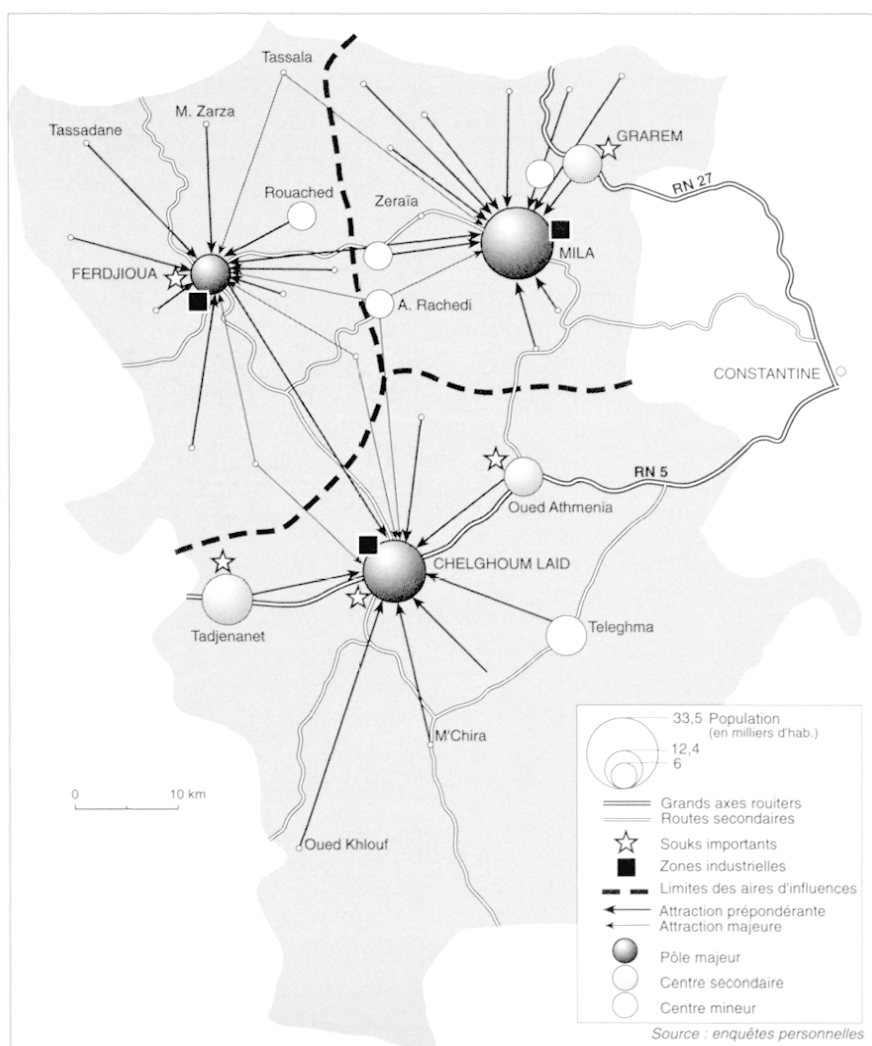 Tassala
GRAREM
M. Zarza
Tassadane
RN 27
Rouached
Zeraïa
MILA
FERDJIOUA
A. Rachedi
CONSTANTINE
RN 5
Oued Athmenia
CHELGHOUM LAID
Tadjenanet
Teleghma
M'Chira
Oued Khlouf
0 10 km
33,5 Population
(en milliers d'hab.)
12,4
6
Grands axes rouiters
Routes secondaires
Souks importants
Zones industrielles
Limites des aires d'influences
Attraction prépondérante
Attraction majeure
Pôle majeur
Centre secondaire
Centre mineur
Source : enquêtes personnelles